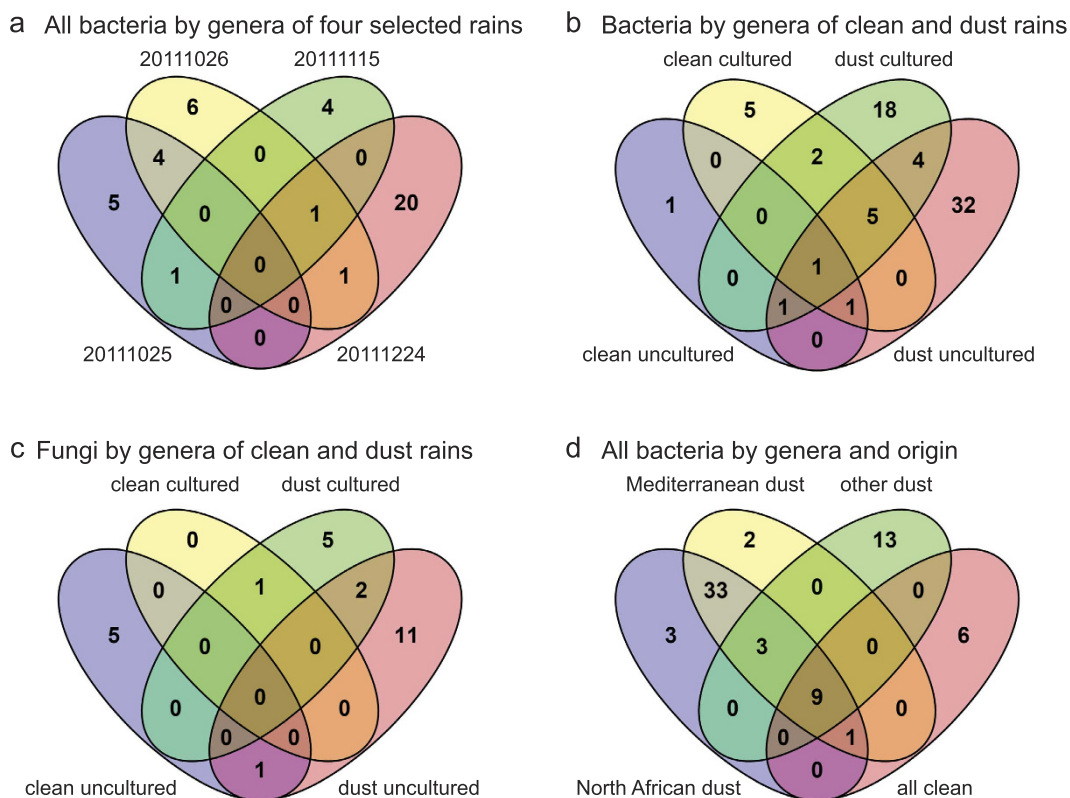 a All bacteria by genera of four selected rains
20111026 20111115
6 4
4 0 0
5 0 1 20
0
1 1
0 0
0
20111025 20111224
b Bacteria by genera of clean and dust rains
clean cultured dust cultured
5 18
0 2 4
1 0 5 32
1
0 0
1 1
0
clean uncultured dust uncultured
c Fungi by genera of clean and dust rains
clean cultured dust cultured
0 5
0 1 2
5 0 0 11
0
0 0
0 0
1
clean uncultured dust uncultured
d All bacteria by genera and origin
Mediterranean dust other dust
2 13
33 0 0
3 3 0 6
9
0 0
0 1
0
North African dust all clean